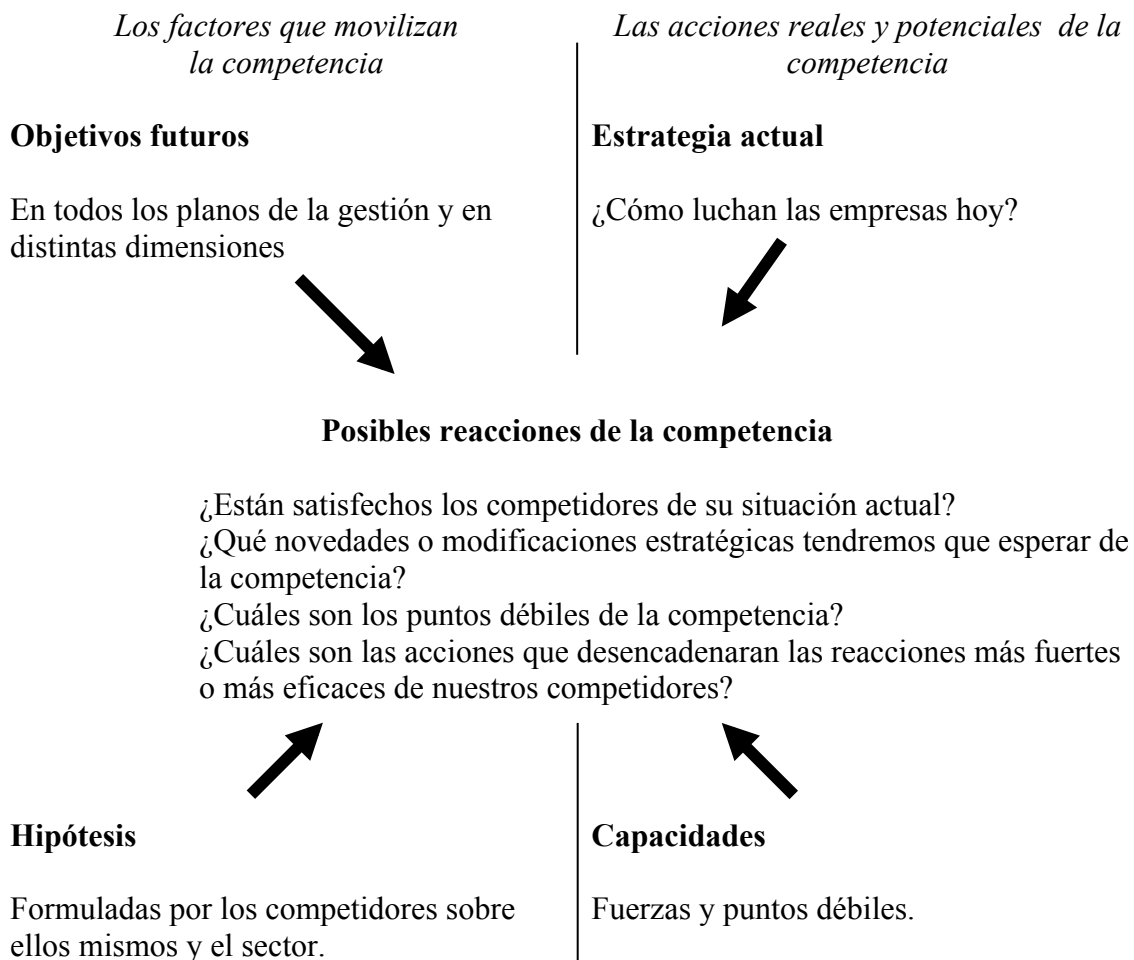 Los factores que movilizan
la competencia
Las acciones reales y potenciales de la
competencia
Objetivos futuros
En todos los planos de la gestión y en
distintas dimensiones
Estrategia actual
¿Cómo luchan las empresas hoy?
Posibles reacciones de la competencia
¿Están satisfechos los competidores de su situación actual?
¿Qué novedades o modificaciones estratégicas tendremos que esperar de
la competencia?
¿Cuáles son los puntos débiles de la competencia?
¿Cuáles son las acciones que desencadenaran las reacciones más fuertes
o más eficaces de nuestros competidores?
Hipótesis
Formuladas por los competidores sobre
ellos mismos y el sector.
Capacidades
Fuerzas y puntos débiles.